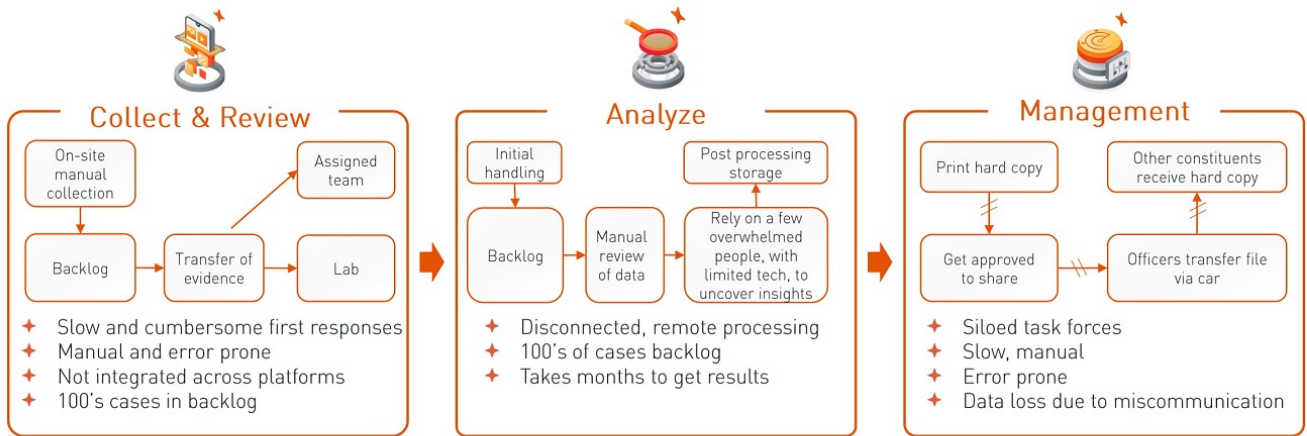 Collect & Review
On-site
manual
collection
Assigned
team
Backlog
Transfer of
evidence
Lab
Slow and cumbersome first responses
Manual and error prone
Not integrated across platforms
100's cases in backlog
Analyze
Initial
handling
Post processing
storage
Backlog
Manual
review
of data
Rely on a few
overwhelmed
people, with
limited tech, to
uncover insights
Disconnected, remote processing
100's of cases backlog
Takes months to get results
Management
Print hard copy
Other constituents
receive hard copy
Get approved
to share
Officers transfer file
via car
Siloed task forces
Slow, manual
Error prone
Data loss due to miscommunication